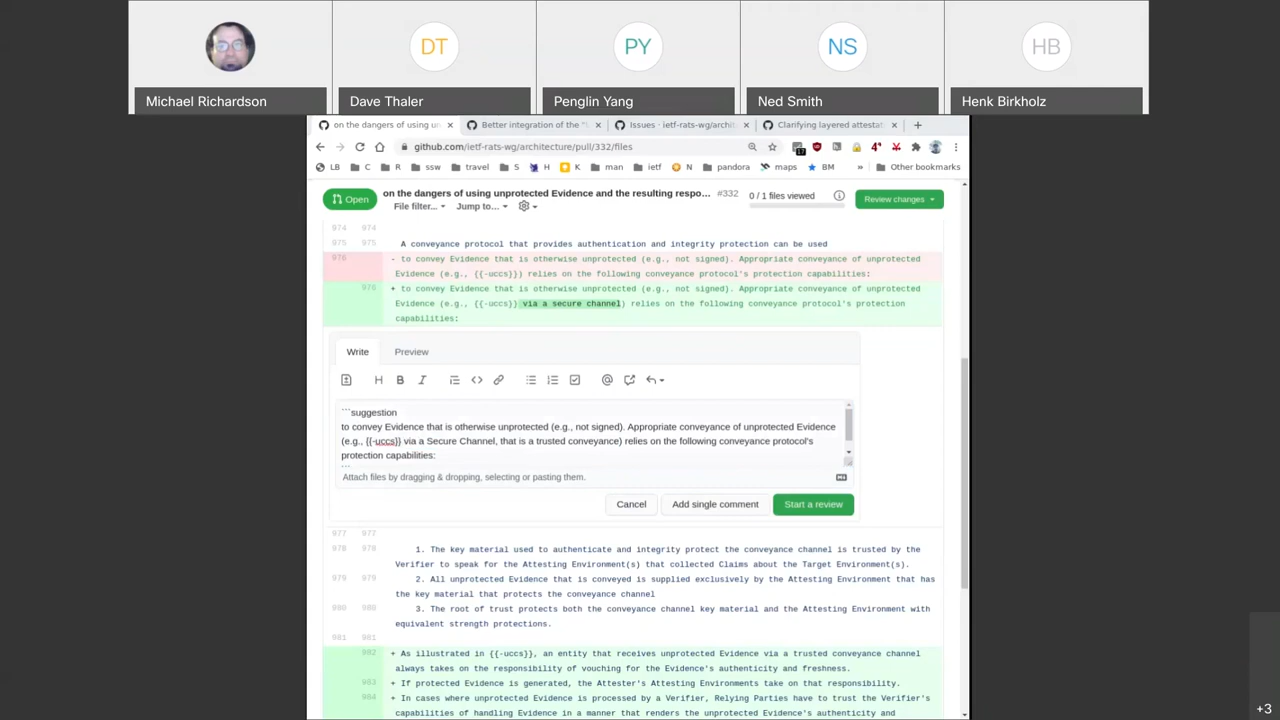 DT
PY
NS
HB
Michael Richardson
Dave Thaler
Penglin Yang
Ned Smith
Henk Birkholz
on the dangers of using un
Better integration of the "U
Issues · ietf-rats-wg/archit
Clarifying layered attestat
github.com/ietf-rats-wg/architecture/pull/332/files
17
LB
C
R
ssw
travel
S
H
K
man
ietf
N
pandora
maps
BM
»
Other bookmarks
Open
on the dangers of using unprotected Evidence and the resulting respo… #332
File filter... Jump to...
0 / 1 files viewed
Review changes
974 974
975 975 A conveyance protocol that provides authentication and integrity protection can be used
976 - to convey Evidence that is otherwise unprotected (e.g., not signed). Appropriate conveyance of unprotected
Evidence (e.g., {{-uccs}}) relies on the following conveyance protocol's protection capabilities:
976 + to convey Evidence that is otherwise unprotected (e.g., not signed). Appropriate conveyance of unprotected
Evidence (e.g., {{-uccs}} via a secure channel) relies on the following conveyance protocol's protection
capabilities:
Write
Preview
```suggestion
to convey Evidence that is otherwise unprotected (e.g., not signed). Appropriate conveyance of unprotected Evidence
(e.g., {{-uccs}} via a Secure Channel, that is a trusted conveyance) relies on the following conveyance protocol's
protection capabilities:
```
Attach files by dragging & dropping, selecting or pasting them.
Cancel
Add single comment
Start a review
977 977
978 978 1. The key material used to authenticate and integrity protect the conveyance channel is trusted by the
Verifier to speak for the Attesting Environment(s) that collected Claims about the Target Environment(s).
979 979 2. All unprotected Evidence that is conveyed is supplied exclusively by the Attesting Environment that has
the key material that protects the conveyance channel
980 980 3. The root of trust protects both the conveyance channel key material and the Attesting Environment with
equivalent strength protections.
981 981
982 + As illustrated in {{-uccs}}, an entity that receives unprotected Evidence via a trusted conveyance channel
always takes on the responsibility of vouching for the Evidence's authenticity and freshness.
983 + If protected Evidence is generated, the Attester's Attesting Environments take on that responsibility.
984 + In cases where unprotected Evidence is processed by a Verifier, Relying Parties have to trust the Verifier's
capabilities of handling Evidence in a manner that renders the unprotected Evidence's authenticity and
+3